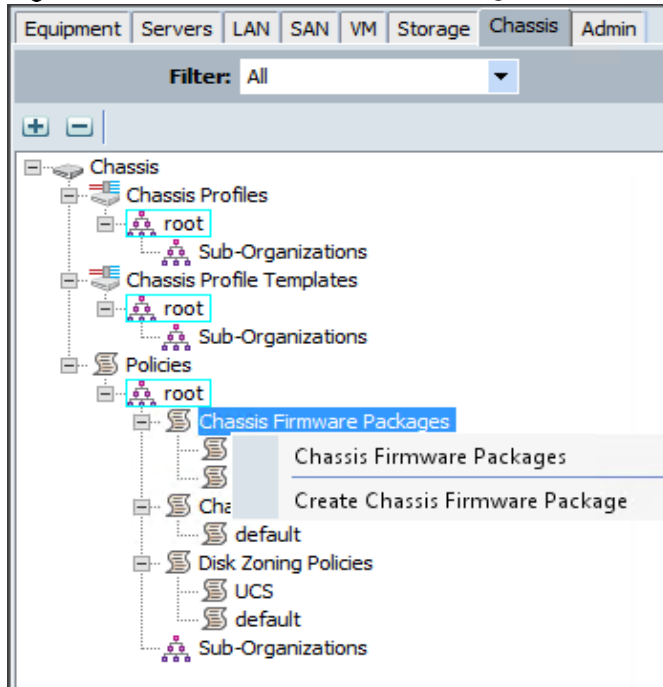 Equipment Servers LAN SAN VM Storage Chassis Admin
Filter: All
Chassis
Chassis Profiles
root
Sub-Organizations
Chassis Profile Templates
root
Sub-Organizations
Policies
root
Chassis Firmware Packages
Chassis Firmware Packages
Create Chassis Firmware Package
default
Disk Zoning Policies
UCS
default
Sub-Organizations